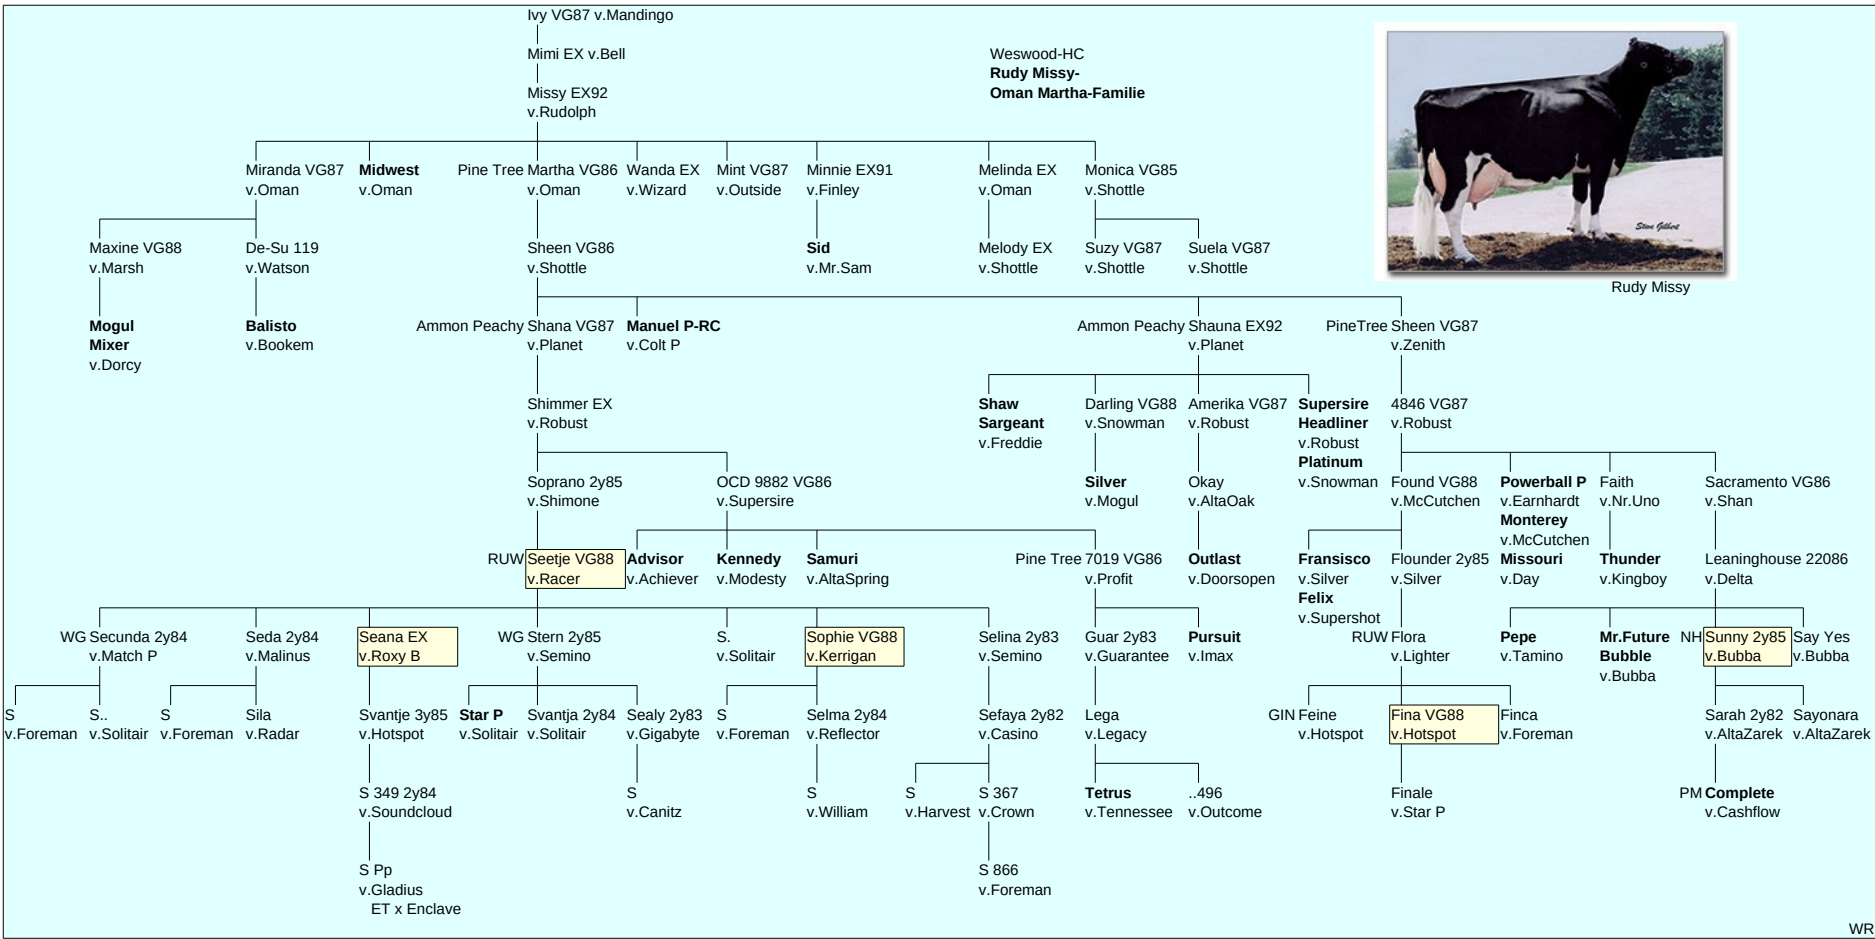 Ivy VG87 v.Mandingo
Mimi EX v.Bell
Weswood-HC
Rudy Missy-
Oman Martha-Familie
Missy EX92
v.Rudolph
Steve Gilbert
Rudy Missy
Miranda VG87
v.Oman
Midwest
v.Oman
Pine Tree Martha VG86
v.Oman
Wanda EX
v.Wizard
Mint VG87
v.Outside
Minnie EX91
v.Finley
Melinda EX
v.Oman
Monica VG85
v.Shottle
Maxine VG88
v.Marsh
De-Su 119
v.Watson
Sheen VG86
v.Shottle
Sid
v.Mr.Sam
Melody EX
v.Shottle
Suzy VG87
v.Shottle
Suela VG87
v.Shottle
Mogul
Mixer
v.Dorcy
Balisto
v.Bookem
Ammon Peachy Shana VG87
v.Planet
Manuel P-RC
v.Colt P
Ammon Peachy Shauna EX92
v.Planet
PineTree Sheen VG87
v.Zenith
Shimmer EX
v.Robust
Shaw
Sargeant
v.Freddie
Darling VG88
v.Snowman
Amerika VG87
v.Robust
Supersire
Headliner
v.Robust
Platinum
v.Snowman
4846 VG87
v.Robust
Soprano 2y85
v.Shimone
OCD 9882 VG86
v.Supersire
Silver
v.Mogul
Okay
v.AltaOak
Found VG88
v.McCutchen
Powerball P
v.Earnhardt
Monterey
v.McCutchen
Missouri
v.Day
Faith
v.Nr.Uno
Sacramento VG86
v.Shan
RUW Seetje VG88
v.Racer
Advisor
v.Achiever
Kennedy
v.Modesty
Samuri
v.AltaSpring
Pine Tree 7019 VG86
v.Profit
Outlast
v.Doorsopen
Fransisco
v.Silver
Felix
v.Supershot
Flounder 2y85
v.Silver
Thunder
v.Kingboy
Leaninghouse 22086
v.Delta
WG Secunda 2y84
v.Match P
Seda 2y84
v.Malinus
Seana EX
v.Roxy B
WG Stern 2y85
v.Semino
S.
v.Solitair
Sophie VG88
v.Kerrigan
Selina 2y83
v.Semino
Guar 2y83
v.Guarantee
Pursuit
v.Imax
RUW Flora
v.Lighter
Pepe
v.Tamino
Mr.Future
Bubble
v.Bubba
NH Sunny 2y85
v.Bubba
Say Yes
v.Bubba
S
v.Foreman
S..
v.Solitair
S
v.Foreman
Sila
v.Radar
Svantje 3y85
v.Hotspot
Star P
v.Solitair
Svantja 2y84
v.Solitair
Sealy 2y83
v.Gigabyte
S
v.Foreman
Selma 2y84
v.Reflector
Sefaya 2y82
v.Casino
Lega
v.Legacy
GIN Feine
v.Hotspot
Fina VG88
v.Hotspot
Finca
v.Foreman
Sarah 2y82
v.AltaZarek
Sayonara
v.AltaZarek
S 349 2y84
v.Soundcloud
S
v.Canitz
S
v.William
S
v.Harvest
S 367
v.Crown
Tetrus
v.Tennessee
..496
v.Outcome
Finale
v.Star P
PM Complete
v.Cashflow
S Pp
v.Gladius
ET x Enclave
S 866
v.Foreman
WR